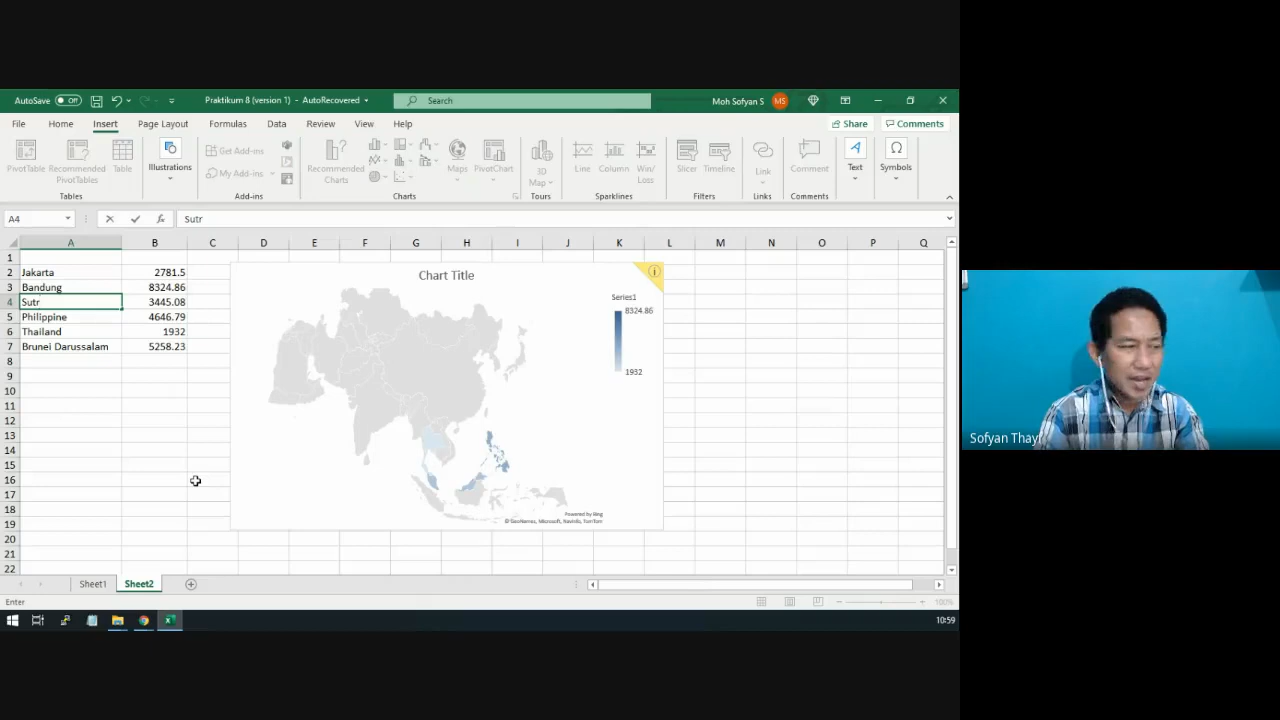 AutoSave Off
Praktikum 8 (version 1) - AutoRecovered
Search
Moh Sofyan S
MS
File Home Insert Page Layout Formulas Data Review View Help
Share
Comments
PivotTable
Recommended PivotTables
Table
Illustrations
Get Add-ins
My Add-ins
Recommended Charts
Maps
PivotChart
3D Map
Line
Column
Win/ Loss
Slicer
Timeline
Link
Comment
Text
Symbols
Tables
Add-ins
Charts
Tours
Sparklines
Filters
Links
Comments
A4
fx
Sutr
A B C D E F G H I J K L M N O P Q
1
2 Jakarta 2781.5
3 Bandung 8324.86
4 Sutr 3445.08
5 Philippine 4646.79
6 Thailand 1932
7 Brunei Darussalam 5258.23
8
9
10
11
12
13
14
15
16
17
18
19
20
21
22
Chart Title
Series1
8324.86
1932
Powered by Bing
© GeoNames, Microsoft, Navinfo, TomTom
Sheet1
Sheet2
Enter
100%
10:59
Sofyan Thayf